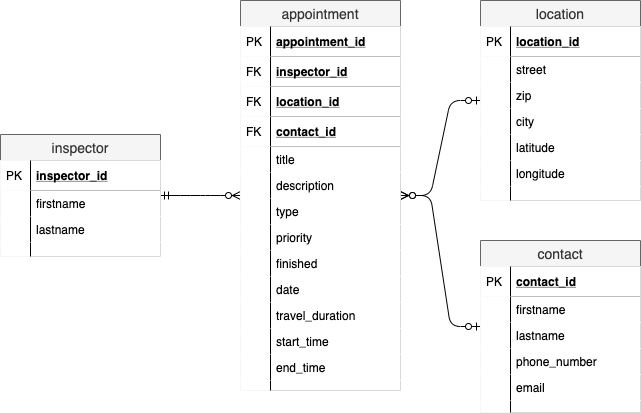 inspector
PK inspector_id
firstname
lastname
appointment
PK appointment_id
FK inspector_id
FK location_id
FK contact_id
title
description
type
priority
finished
date
travel_duration
start_time
end_time
location
PK location_id
street
zip
city
latitude
longitude
contact
PK contact_id
firstname
lastname
phone_number
email